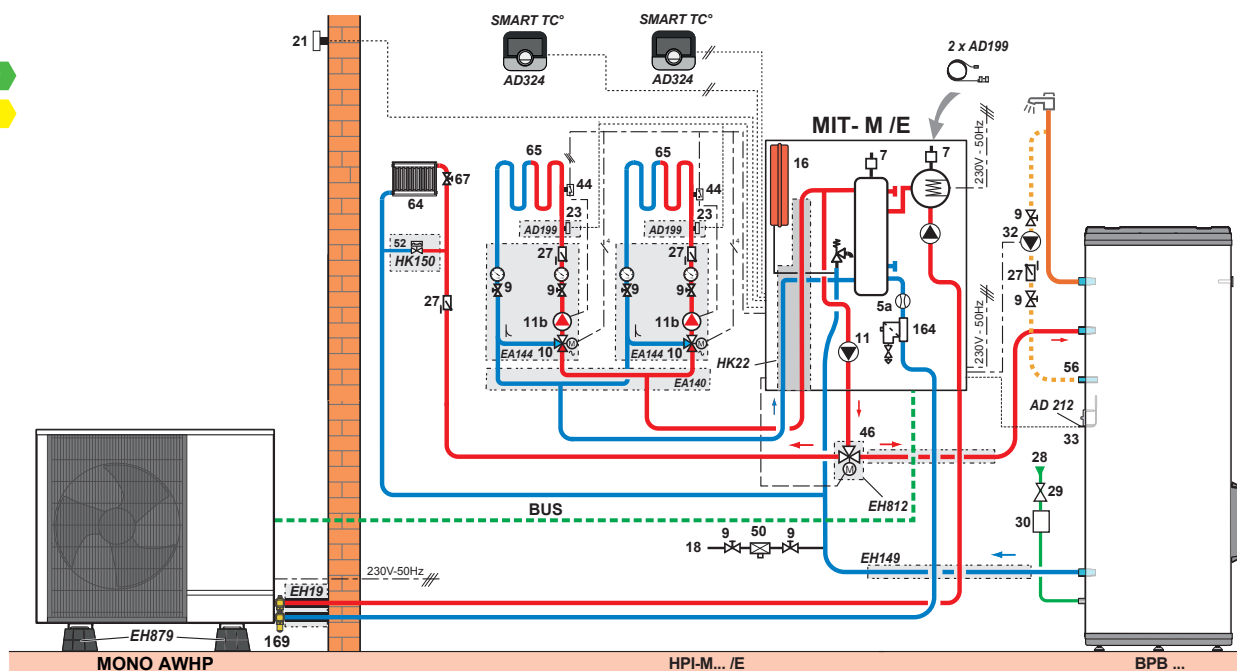 SMART TC°
SMART TC°
21
AD324
AD324
2 x AD199
MIT- M /E
230V - 50Hz
65
65
16
7
7
67
44
44
64
23
23
AD199
AD199
9
32
52
HK150
27
27
27
9
9
9
9
9
5a
27
11b
11b
11
164
EA144
10
M
EA144
10
M
HK22
230V - 50Hz
EA140
4
4
56
AD 212
33
46
M
28
29
EH812
BUS
30
18
9
50
9
EH149
230V-50Hz
EH19
EH879
169
MONO AWHP
HPI-M... /E
BPB ...